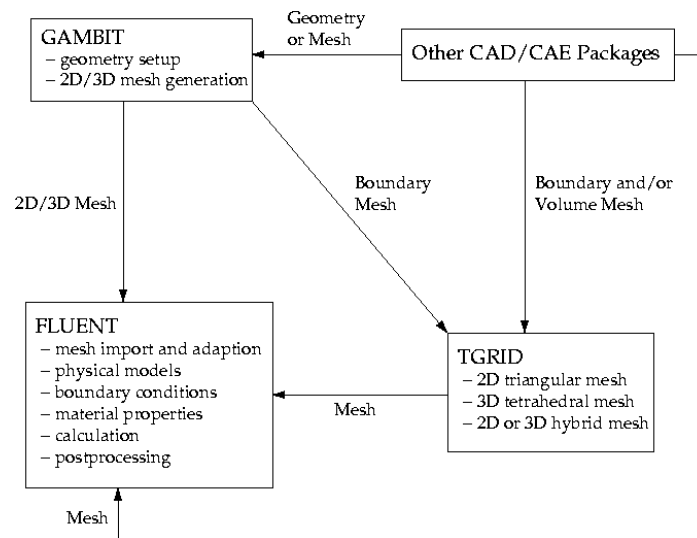 GAMBIT
– geometry setup
– 2D/3D mesh generation
Geometry
or Mesh
Other CAD/CAE Packages
2D/3D Mesh
Boundary
Mesh
Boundary and/or
Volume Mesh
FLUENT
– mesh import and adaption
– physical models
– boundary conditions
– material properties
– calculation
– postprocessing
Mesh
TGRID
– 2D triangular mesh
– 3D tetrahedral mesh
– 2D or 3D hybrid mesh
Mesh